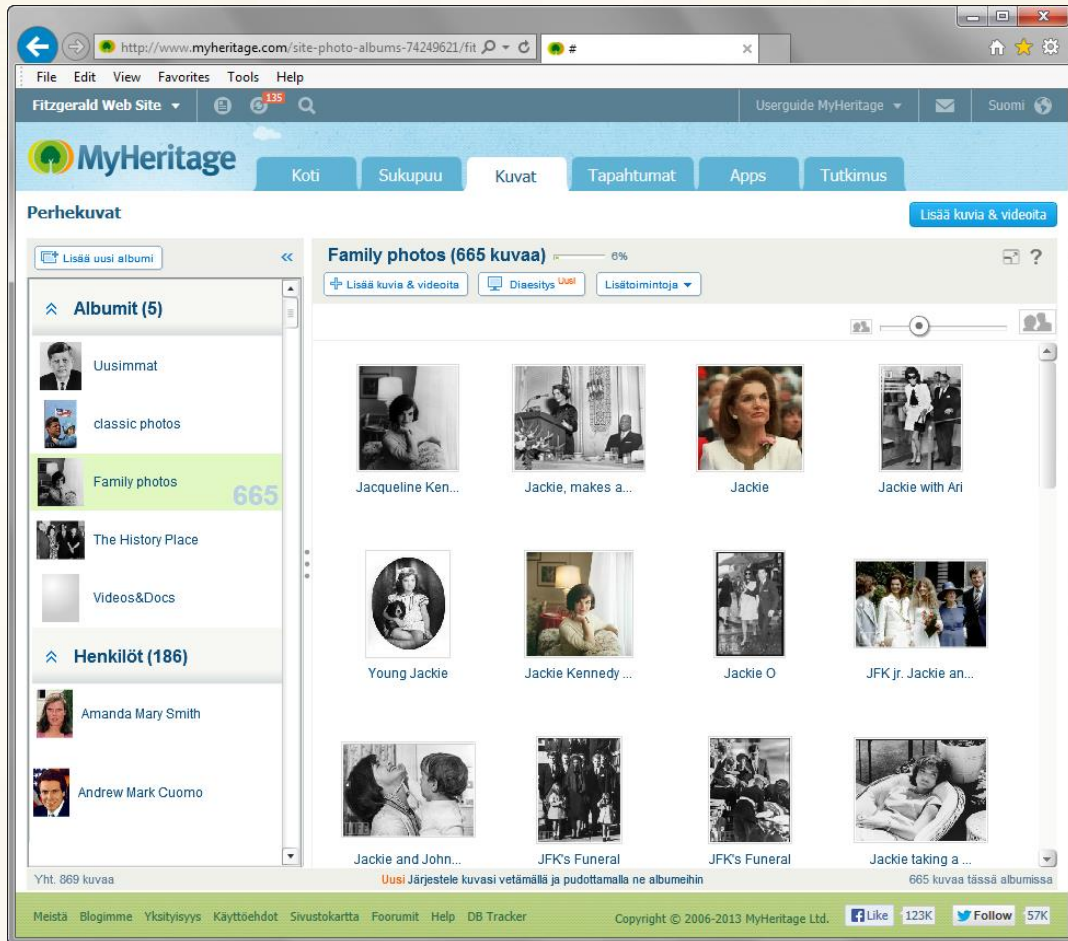 http://www.myheritage.com/site-photo-albums-74249621/fit
#
File Edit View Favorites Tools Help
Fitzgerald Web Site 135 Userguide MyHeritage Suomi
MyHeritage
Koti Sukupuu Kuvat Tapahtumat Apps Tutkimus
Perhekuvat
Lisää kuvia & videoita
Lisää uusi albumi
«
Albumit (5)
Uusimmat
classic photos
Family photos
665
The History Place
Videos&Docs
Henkilöt (186)
Amanda Mary Smith
Andrew Mark Cuomo
Family photos (665 kuvaa) 6%
?
Lisää kuvia & videoita Diaesitys Uusi Lisätoimintoja
Jacqueline Ken... Jackie, makes a... Jackie Jackie with Ari
Young Jackie Jackie Kennedy ... Jackie O JFK jr. Jackie an...
Jackie and John... JFK's Funeral JFK's Funeral Jackie taking a ...
Yht. 869 kuvaa Uusi Järjestele kuvasi vetämällä ja pudottamalla ne albumeihin 665 kuvaa tässä albumissa
Meistä Blogimme Yksityisyys Käyttöehdot Sivustokartta Foorumit Help DB Tracker Copyright © 2006-2013 MyHeritage Ltd. Like 123K Follow 57K